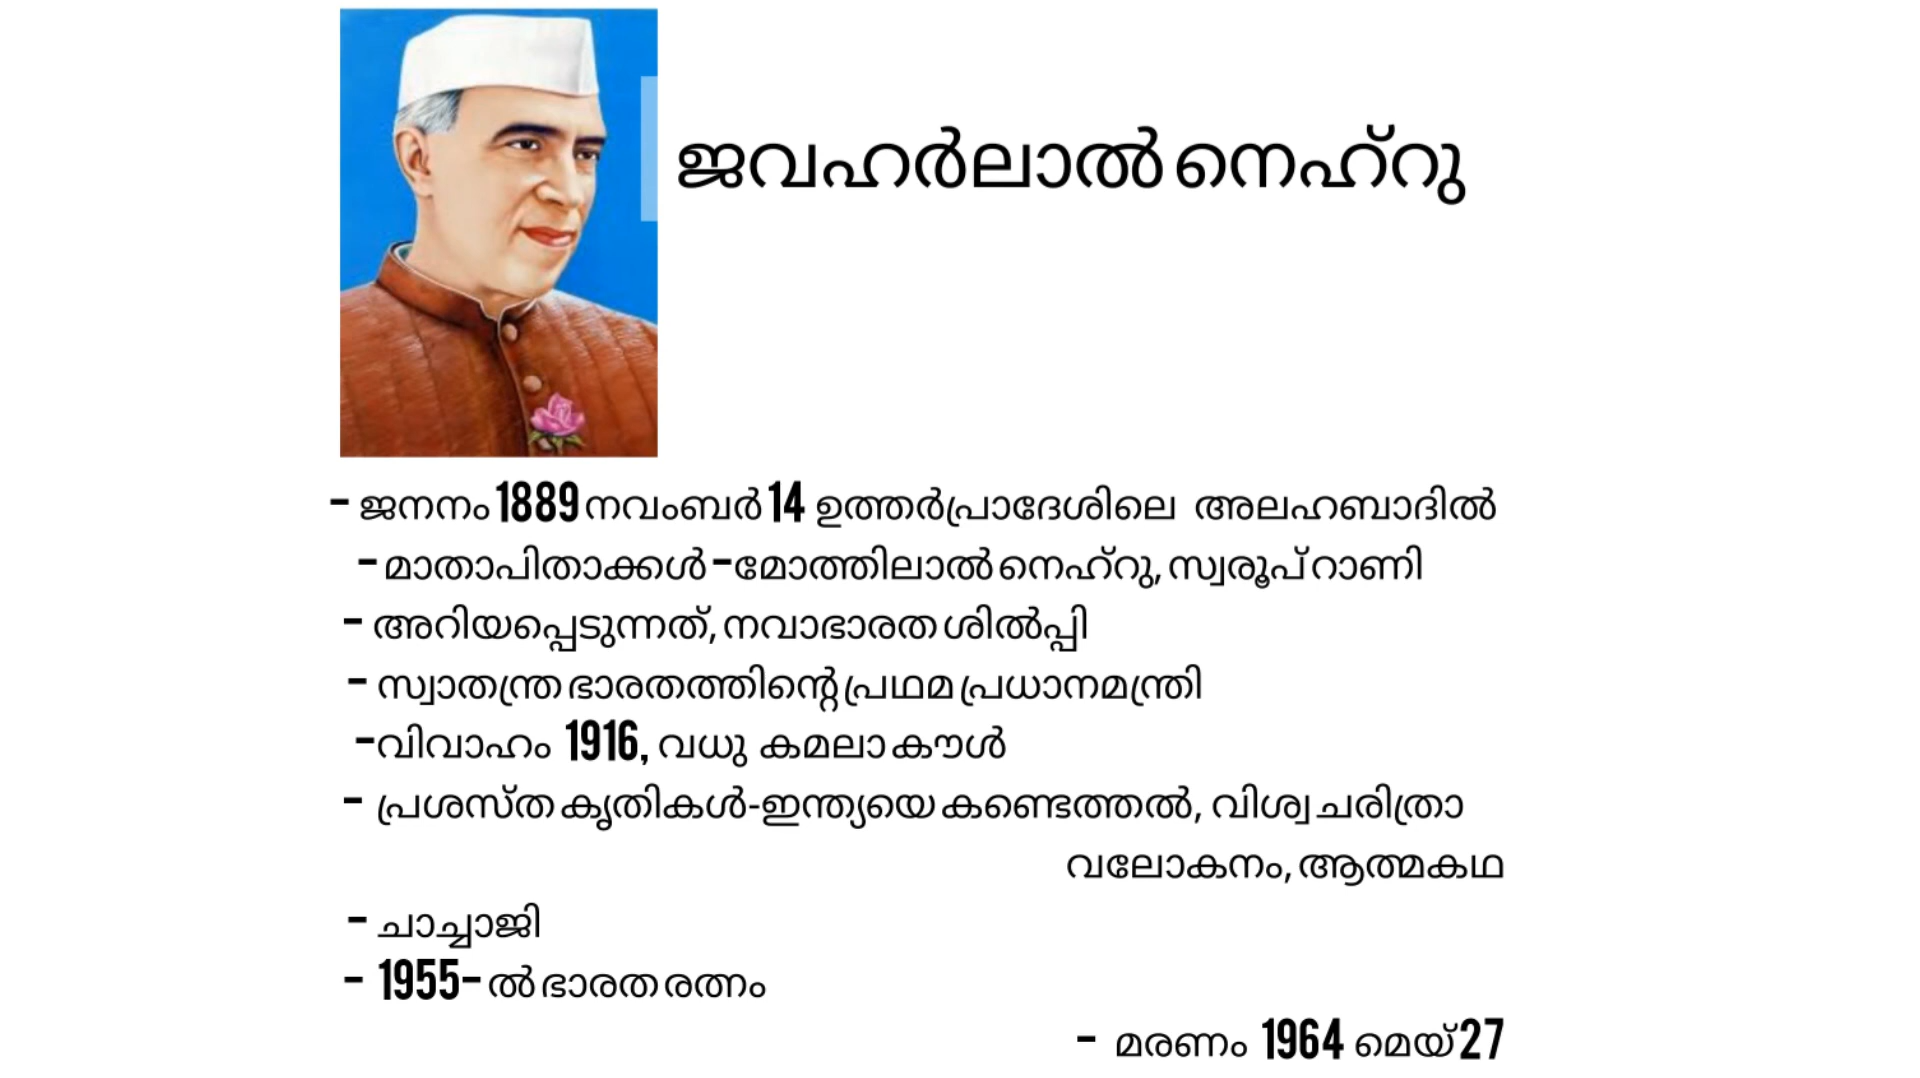 ജവഹർലാൽ നെഹ്റു
- ജനനം 1889 നവംബർ 14 ഉത്തർപ്രാദേശിലെ അലഹബാദിൽ
- മാതാപിതാക്കൾ - മോത്തിലാൽ നെഹ്റു, സ്വരൂപ് റാണി
- അറിയപ്പെടുന്നത്, നവാഭാരത ശിൽപ്പി
- സ്വാതന്ത്ര ഭാരതത്തിന്റെ പ്രഥമ പ്രധാനമന്ത്രി
-വിവാഹം 1916, വധു കമലാ കൗൾ
- പ്രശസ്ത കൃതികൾ-ഇന്ത്യയെ കണ്ടെത്തൽ, വിശ്വ ചരിത്രാ
വലോകനം, ആത്മകഥ
- ചാച്ചാജി
- 1955- ൽ ഭാരത രത്നം
- മരണം 1964 മെയ് 27